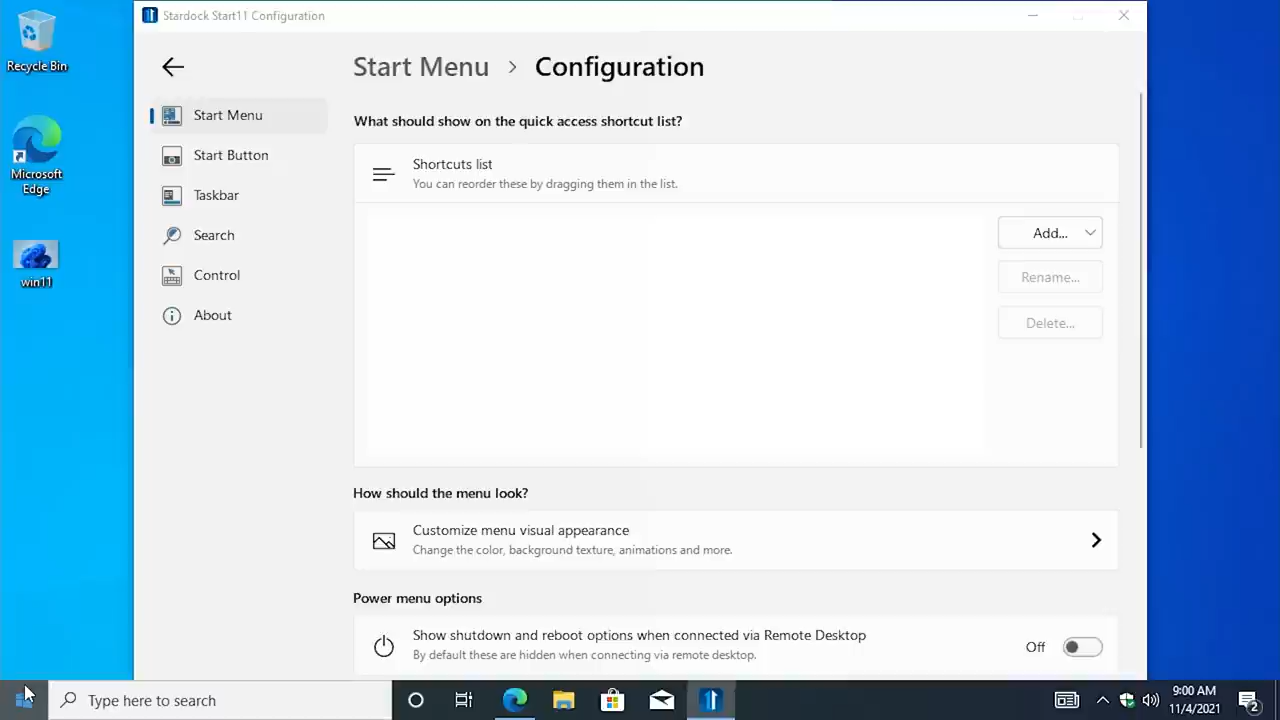 Stardock Start11 Configuration
Recycle Bin
Microsoft
Edge
win11
Start Menu
Start Button
Taskbar
Search
Control
About
Start Menu > Configuration
What should show on the quick access shortcut list?
Shortcuts list
You can reorder these by dragging them in the list.
Add...
Rename...
Delete...
How should the menu look?
Customize menu visual appearance
Change the color, background texture, animations and more.
Power menu options
Show shutdown and reboot options when connected via Remote Desktop
Off
By default these are hidden when connecting via remote desktop.
Type here to search
9:00 AM
11/4/2021
2